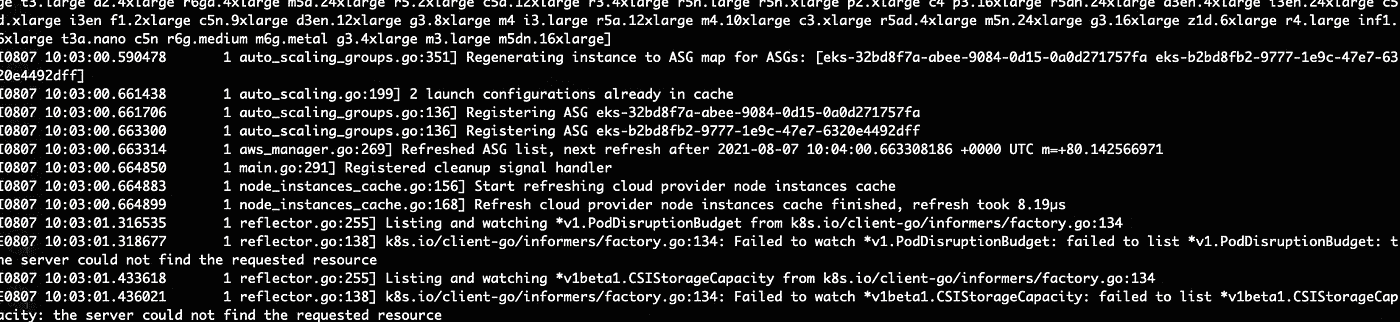 ge t3.large d2.4xlarge r6gd.4xlarge m5d.24xlarge r5.2xlarge c5d.12xlarge r3.4xlarge r5n.large r5n.xlarge p2.xlarge c4 p3.16xlarge r5dn.24xlarge d3en.4xlarge i3en.24xlarge c5
d.xlarge i3en f1.2xlarge c5n.9xlarge d3en.12xlarge g3.8xlarge m4 i3.large r5a.12xlarge m4.10xlarge c3.xlarge r5ad.4xlarge m5n.24xlarge g3.16xlarge z1d.6xlarge r4.large inf1.
6xlarge t3a.nano c5n r6g.medium m6g.metal g3.4xlarge m3.large m5dn.16xlarge]
I0807 10:03:00.590478 1 auto_scaling_groups.go:351] Regenerating instance to ASG map for ASGs: [eks-32bd8f7a-abee-9084-0d15-0a0d271757fa eks-b2bd8fb2-9777-1e9c-47e7-63
20e4492dff]
I0807 10:03:00.661438 1 auto_scaling.go:199] 2 launch configurations already in cache
I0807 10:03:00.661706 1 auto_scaling_groups.go:136] Registering ASG eks-32bd8f7a-abee-9084-0d15-0a0d271757fa
I0807 10:03:00.663300 1 auto_scaling_groups.go:136] Registering ASG eks-b2bd8fb2-9777-1e9c-47e7-6320e4492dff
I0807 10:03:00.663314 1 aws_manager.go:269] Refreshed ASG list, next refresh after 2021-08-07 10:04:00.663308186 +0000 UTC m=+80.142566971
I0807 10:03:00.664850 1 main.go:291] Registered cleanup signal handler
I0807 10:03:00.664883 1 node_instances_cache.go:156] Start refreshing cloud provider node instances cache
I0807 10:03:00.664899 1 node_instances_cache.go:168] Refresh cloud provider node instances cache finished, refresh took 8.19µs
I0807 10:03:01.316535 1 reflector.go:255] Listing and watching *v1.PodDisruptionBudget from k8s.io/client-go/informers/factory.go:134
E0807 10:03:01.318677 1 reflector.go:138] k8s.io/client-go/informers/factory.go:134: Failed to watch *v1.PodDisruptionBudget: failed to list *v1.PodDisruptionBudget: t
he server could not find the requested resource
I0807 10:03:01.433618 1 reflector.go:255] Listing and watching *v1beta1.CSIStorageCapacity from k8s.io/client-go/informers/factory.go:134
E0807 10:03:01.436021 1 reflector.go:138] k8s.io/client-go/informers/factory.go:134: Failed to watch *v1beta1.CSIStorageCapacity: failed to list *v1beta1.CSIStorageCap
acity: the server could not find the requested resource